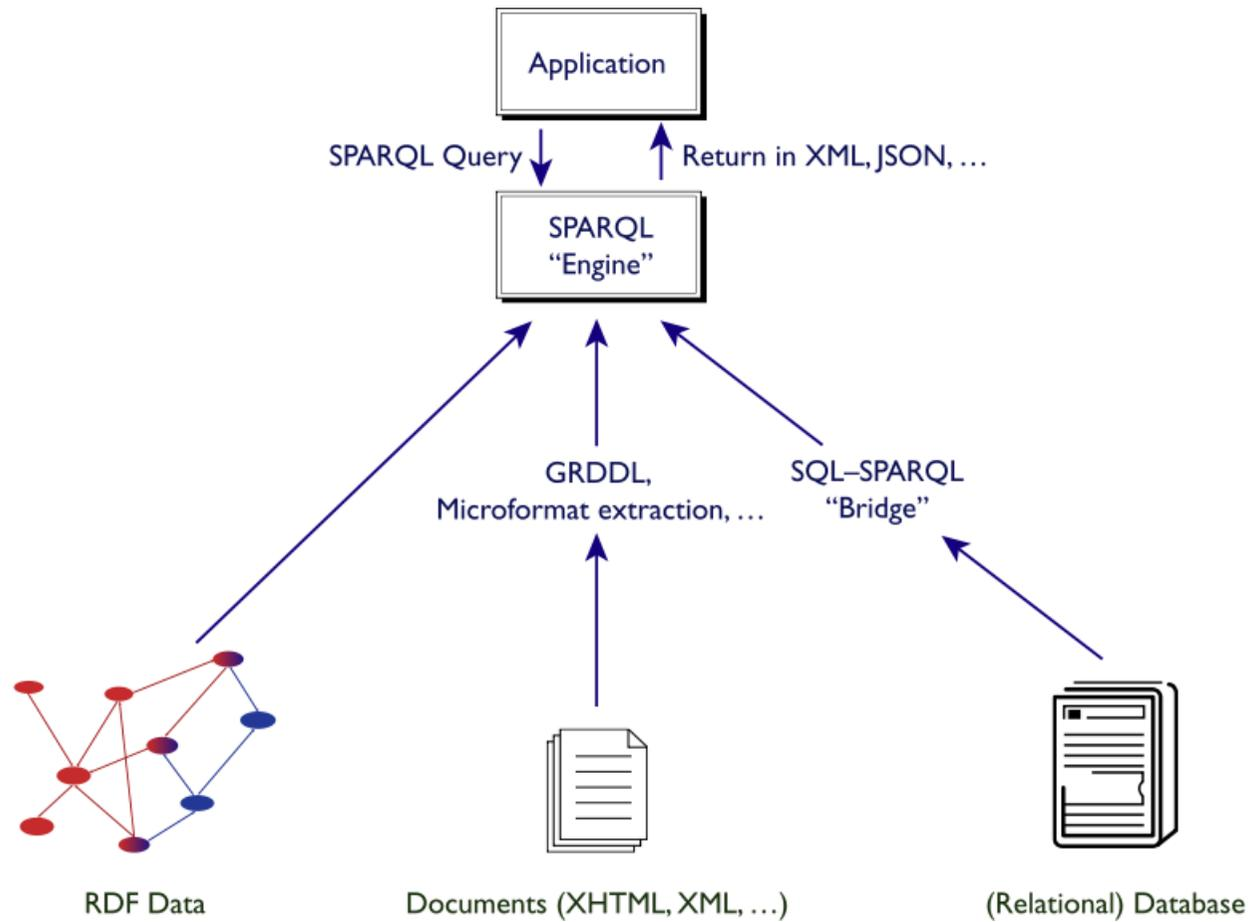 Application
SPARQL Query
Return in XML, JSON, …
SPARQL
“Engine”
GRDDL,
Microformat extraction, …
SQL–SPARQL
“Bridge”
RDF Data
Documents (XHTML, XML, …)
(Relational) Database